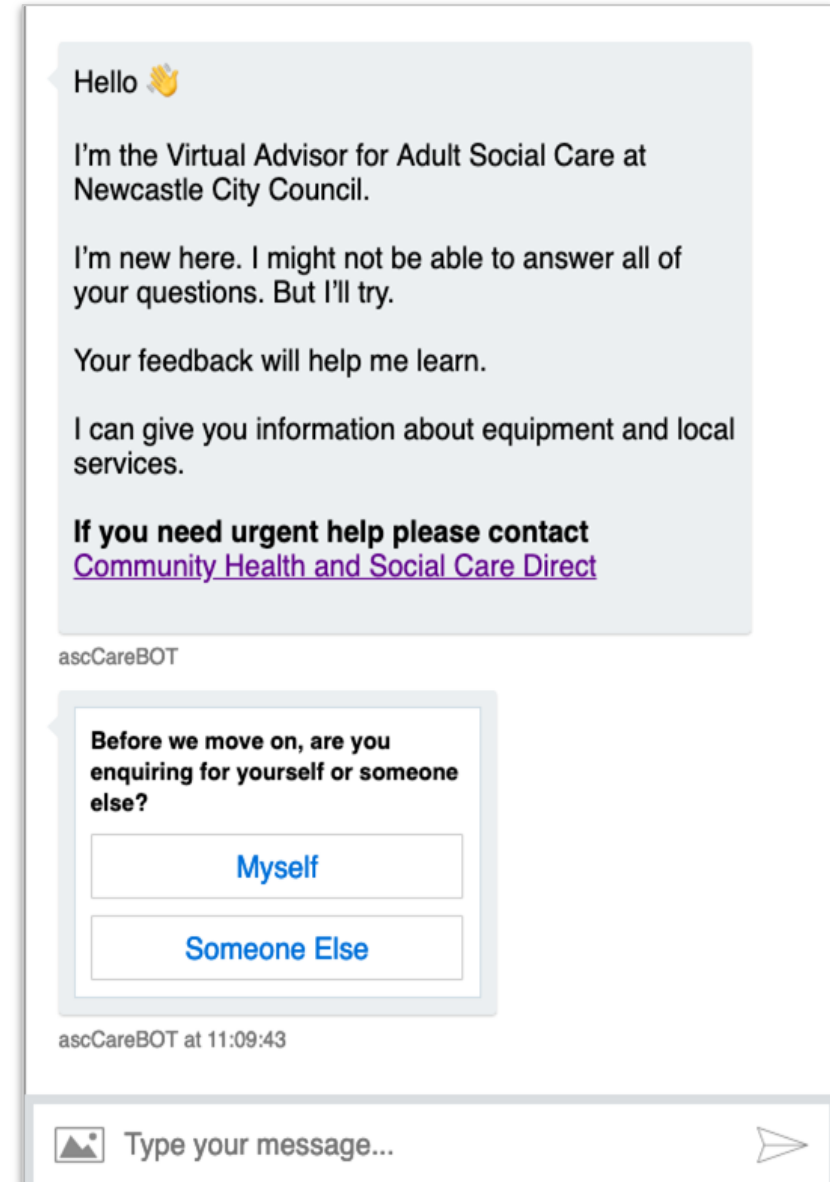 Hello 👋
I'm the Virtual Advisor for Adult Social Care at
Newcastle City Council.
I'm new here. I might not be able to answer all of
your questions. But I'll try.
Your feedback will help me learn.
I can give you information about equipment and local
services.
If you need urgent help please contact
Community Health and Social Care Direct
ascCareBOT
Before we move on, are you
enquiring for yourself or someone
else?
Myself
Someone Else
ascCareBOT at 11:09:43
Type your message...